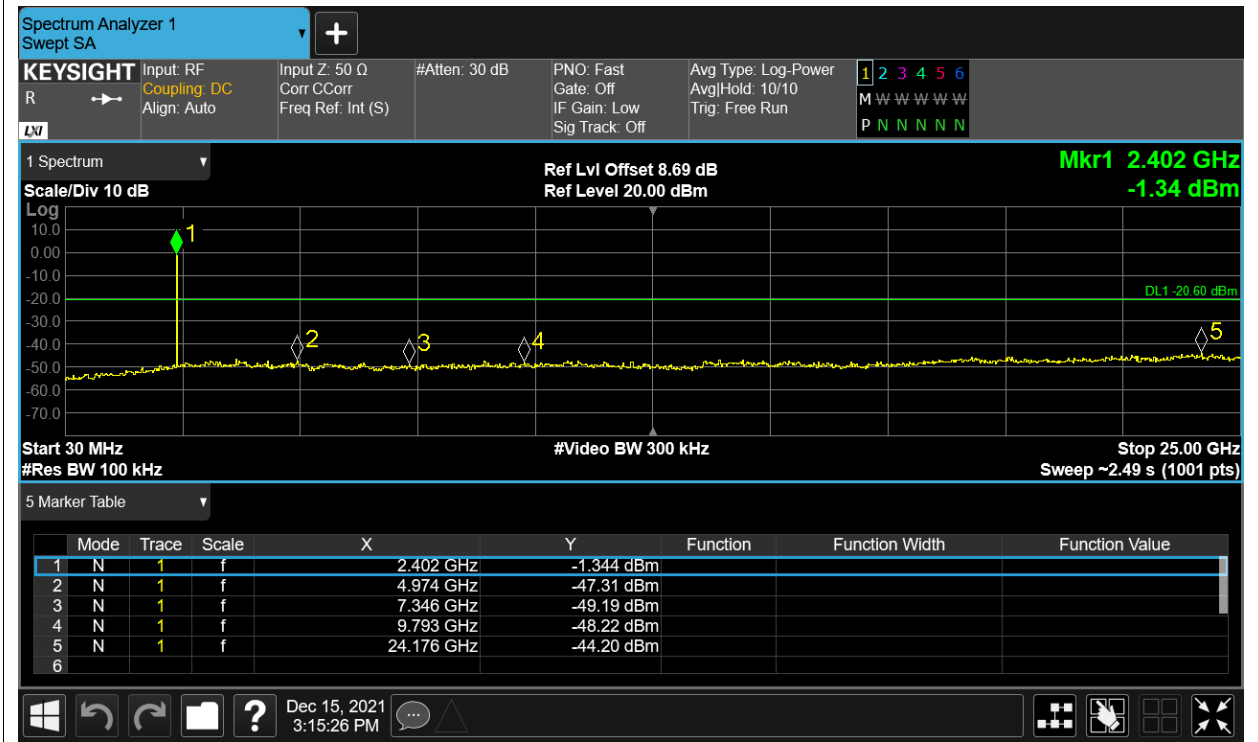 Spectrum Analyzer 1
Swept SA
+
KEYSIGHT Input: RF Input Z: 50 Ω #Atten: 30 dB PNO: Fast Avg Type: Log-Power 1 2 3 4 5 6
R Coupling: DC Corr CCorr Gate: Off Avg|Hold: 10/10 M W W W W W
Align: Auto Freq Ref: Int (S) IF Gain: Low Trig: Free Run
LXI Sig Track: Off P N N N N N N
1 Spectrum
Ref Lvl Offset 8.69 dB Mkr1 2.402 GHz
Scale/Div 10 dB Ref Level 20.00 dBm -1.34 dBm
Log
10.0 1
0.00
-10.0
-20.0 DL1 -20.60 dBm
-30.0
-40.0 2 3 4 5
-50.0
-60.0
-70.0
Start 30 MHz #Video BW 300 kHz Stop 25.00 GHz
#Res BW 100 kHz Sweep ~2.49 s (1001 pts)
5 Marker Table
Mode Trace Scale X Y Function Function Width Function Value
1 N 1 f 2.402 GHz -1.344 dBm
2 N 1 f 4.974 GHz -47.31 dBm
3 N 1 f 7.346 GHz -49.19 dBm
4 N 1 f 9.793 GHz -48.22 dBm
5 N 1 f 24.176 GHz -44.20 dBm
6
? Dec 15, 2021
3:15:26 PM